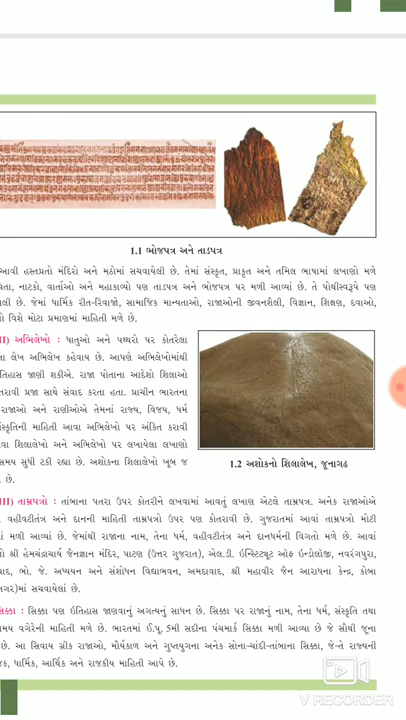 1.1 ભોજપત્ર અને તાડપત્ર
આવી હસ્તપ્રતો મંદિરો અને મઠોમાં સચવાયેલી છે. તેમાં સંસ્કૃત, પ્રાકૃત અને તમિલ ભાષામાં લખાણો મળે
નાટકો, વાર્તાઓ અને મહાકાવ્યો પણ તાડપત્ર અને ભોજપત્ર પર મળી આવ્યાં છે. તે પોથીસ્વરૂપે પણ
છે. જેમાં ધાર્મિક રીત-રિવાજો, સામાજિક માન્યતાઓ, રાજાઓની જીવનશૈલી, વિજ્ઞાન, શિક્ષણ, દવાઓ,
વિશે મોટા પ્રમાણમાં માહિતી મળે છે.
અભિલેખો : ધાતુઓ અને પથ્થરો પર કોતરેલા
લેખ અભિલેખ કહેવાય છે. આપણે અભિલેખોમાંથી
જાણી શકીએ. રાજા પોતાના આદેશો શિલાઓ
પ્રજા સાથે સંવાદ કરતા હતા. પ્રાચીન ભારતના
રાજાઓ અને રાણીઓએ તેમનાં રાજ્ય, વિજય, ધર્મ
માહિતી આવા અભિલેખો પર અંકિત કરાવી
શિલાલેખો અને અભિલેખો પર લખાયેલા લખાણો
સમય સુધી ટકી રહ્યા છે. અશોકના શિલાલેખો ખૂબ જ
છે.
1.2 અશોકનો શિલાલેખ, જૂનાગઢ
તામ્રપત્રો : તાંબાના પતરા ઉપર કોતરીને લખવામાં આવતું લખાણ એટલે તામ્રપત્ર. અનેક રાજાઓએ
વહીવટીતંત્ર અને દાનની માહિતી તામ્રપત્રો ઉપર પણ કોતરાવી છે. ગુજરાતમાં આવાં તામ્રપત્રો મોટી
મળી આવ્યાં છે. જેમાંથી રાજાના નામ, તેના ધર્મ, વહીવટીતંત્ર અને દાનધર્મની વિગતો મળે છે. આવાં
શ્રી હેમચંદ્રાચાર્ય જૈનજ્ઞાન મંદિર, પાટણ (ઉત્તર ગુજરાત), એલ.ડી. ઇન્સ્ટિટ્યૂટ ઓફ ઇન્ડોલોજી, નવરંગપુરા,
ભો. જે. અધ્યયન અને સંશોધન વિદ્યાભવન, અમદાવાદ, શ્રી મહાવીર જૈન આરાધના કેન્દ્ર, કોબા
સચવાયેલાં છે.
સિક્કા : સિક્કા પણ ઇતિહાસ જાણવાનું અગત્યનું સાધન છે. સિક્કા પર રાજાનું નામ, તેના ધર્મ, સંસ્કૃતિ તથા
સમય વગેરેની માહિતી મળે છે. ભારતમાં ઈ.પૂ. 5મી સદીના પંચમાર્ક સિક્કા મળી આવ્યા છે જે સૌથી જૂના
છે. આ સિવાય ગ્રીક રાજાઓ, મૌર્યકાળ અને ગુપ્તયુગના અનેક સોના-ચાંદી-તાંબાના સિક્કા, જે-તે રાજ્યની
ધાર્મિક, આર્થિક અને રાજકીય માહિતી આપે છે.
V RECORDER